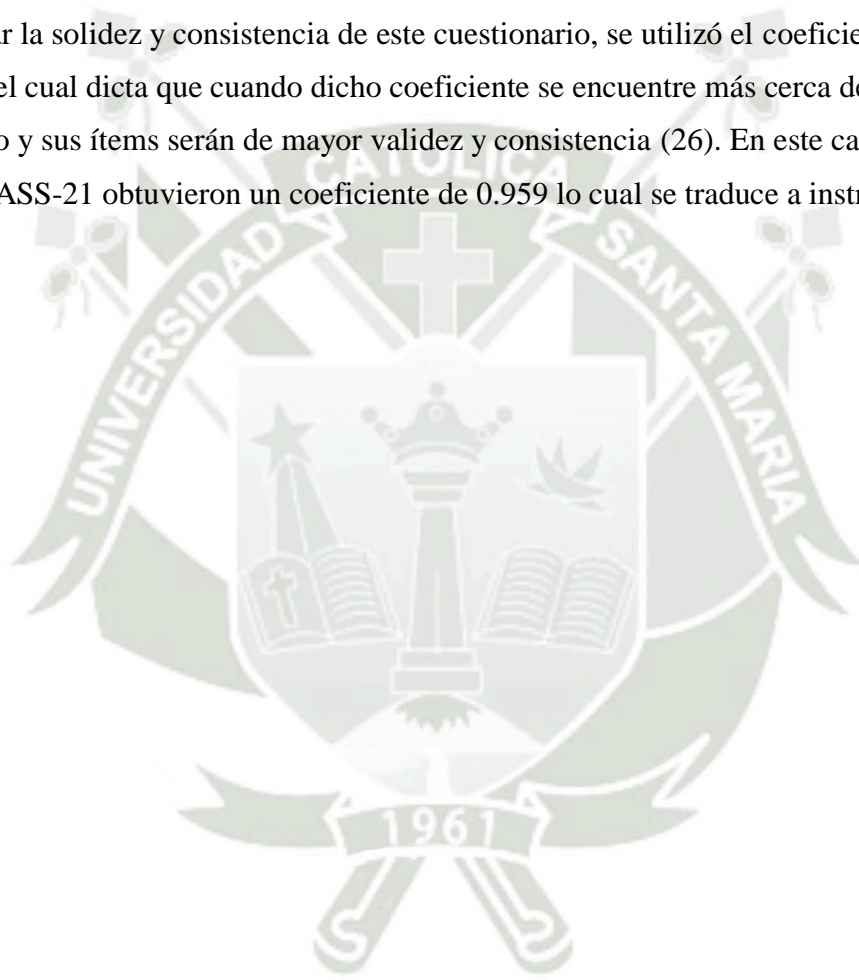 ar la solidez y consistencia de este cuestionario, se utilizó el coeficie
el cual dicta que cuando dicho coeficiente se encuentre más cerca de
o y sus ítems serán de mayor validez y consistencia (26). En este ca
ASS-21 obtuvieron un coeficiente de 0.959 lo cual se traduce a instr
UNIVERSIDAD CATOLICA SANTA MARIA
1961